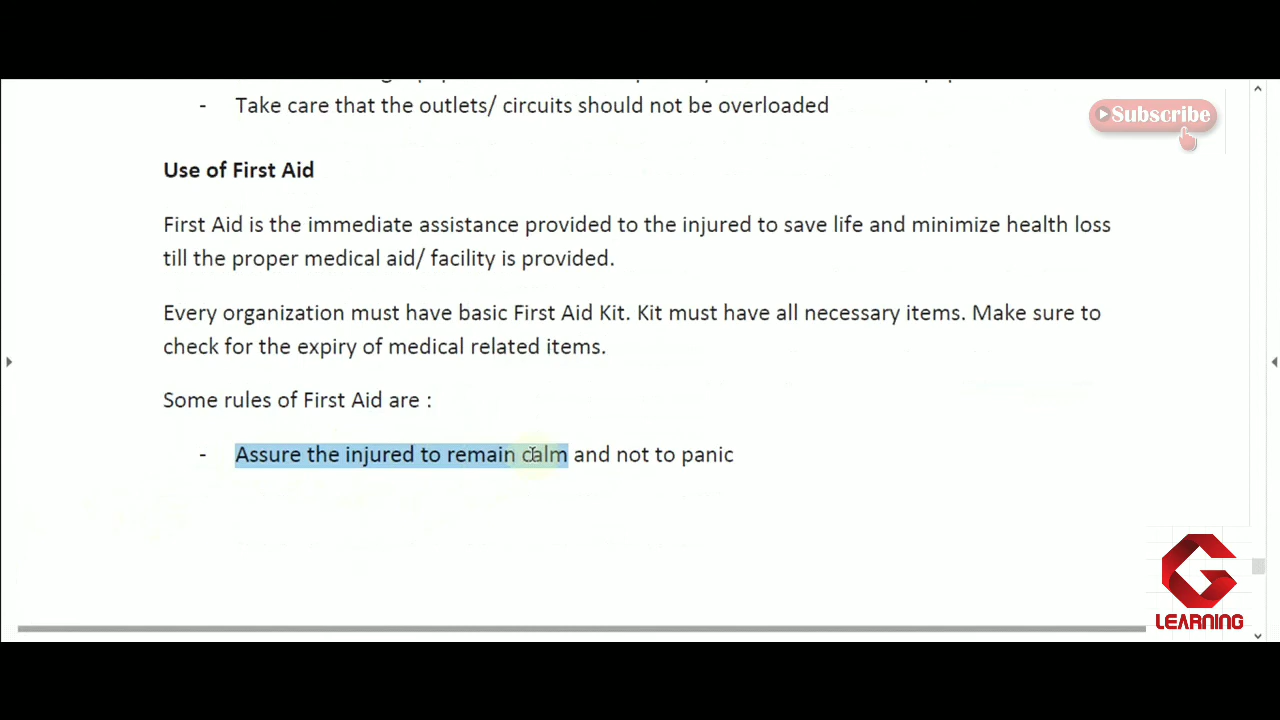 - Take care that the outlets/ circuits should not be overloaded
Subscribe
Use of First Aid
First Aid is the immediate assistance provided to the injured to save life and minimize health loss
till the proper medical aid/ facility is provided.
Every organization must have basic First Aid Kit. Kit must have all necessary items. Make sure to
check for the expiry of medical related items.
Some rules of First Aid are :
- Assure the injured to remain calm and not to panic
LEARNING